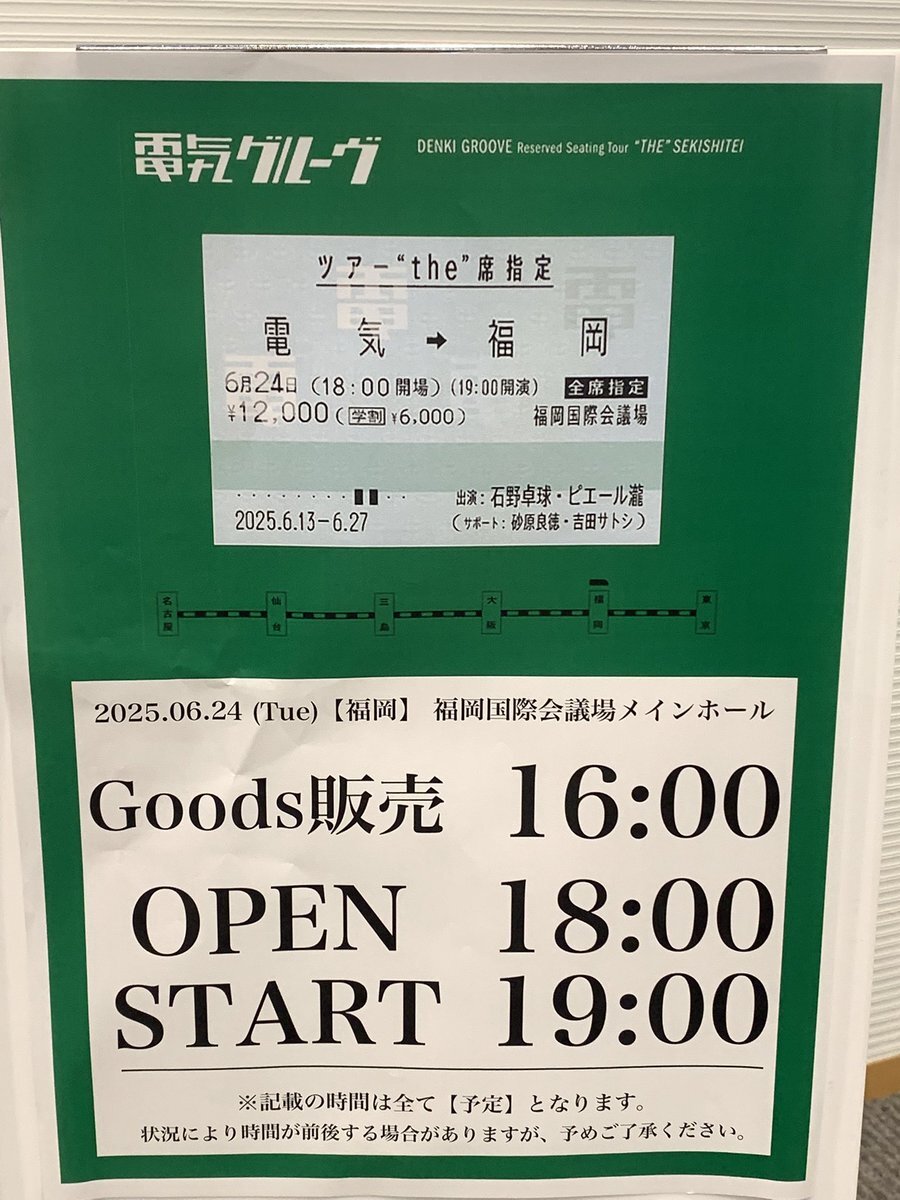 電気グルーヴ
DENKI GROOVE Reserved Seating Tour "THE" SEKISHITEI
ツアー“the”席指定
電気➡福岡
6月24日(18:00開場)(19:00開演) 全席指定
¥12,000(学割¥6,000) 福岡国際会議場
出演:石野卓球・ピエール瀧
2025.6.13−6.27 (サポート:砂原良徳・吉田サトシ)
名古屋 仙台 三島 大阪 福岡 東京
2025.06.24 (Tue)【福岡】 福岡国際会議場メインホール
Goods販売 16:00
OPEN 18:00
START 19:00
※記載の時間は全て【予定】となります。
状況により時間が前後する場合がありますが、予めご了承ください。